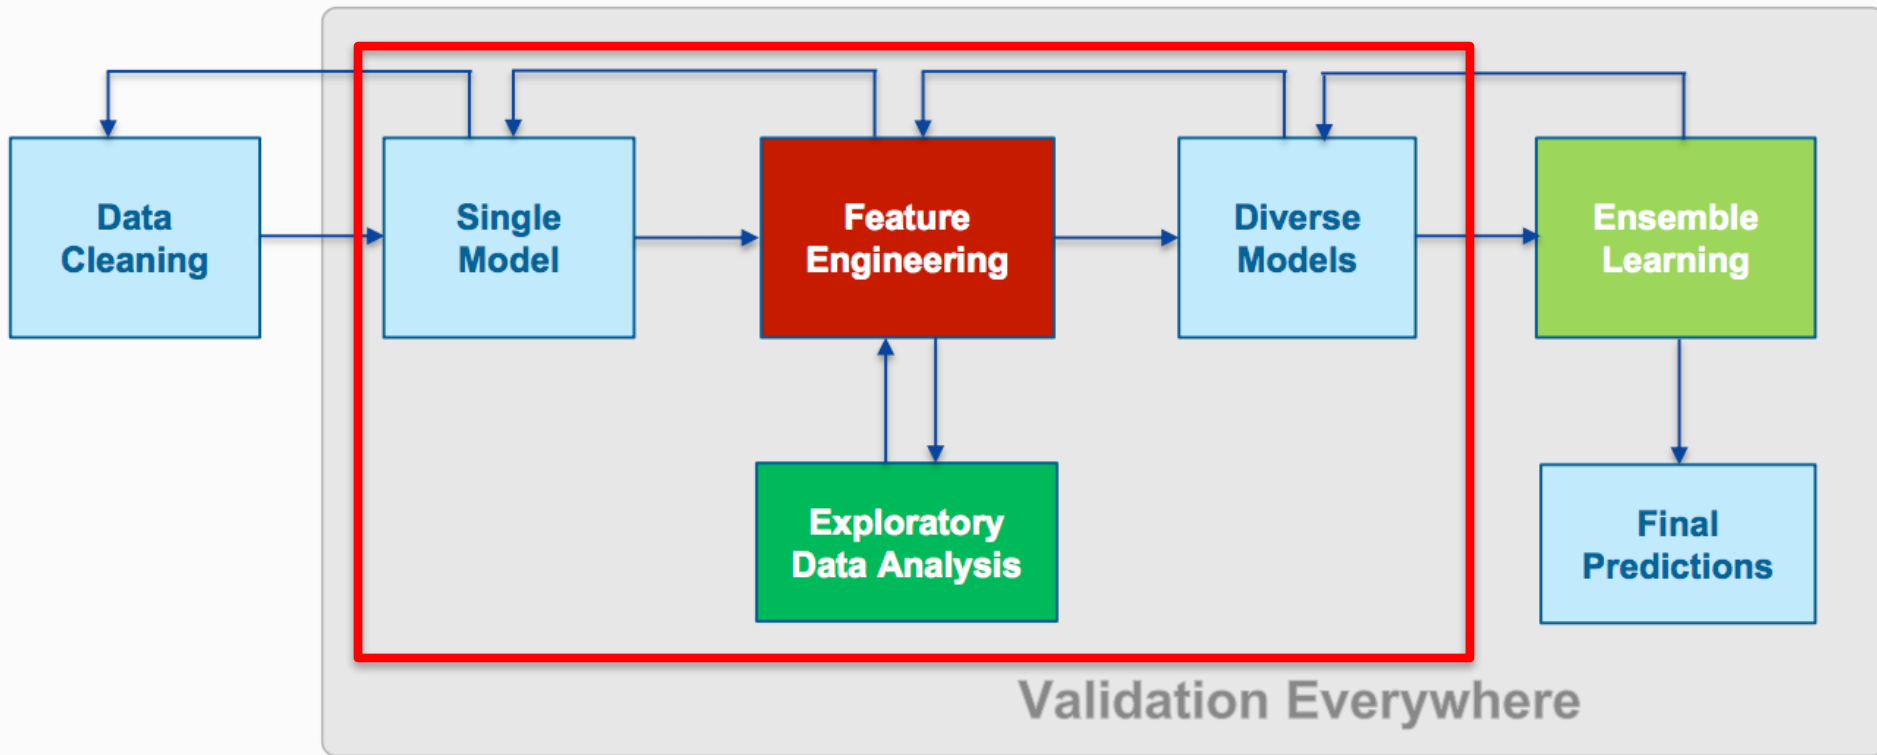 Data
Cleaning
Single
Model
Feature
Engineering
Diverse
Models
Ensemble
Learning
Exploratory
Data Analysis
Final
Predictions
Validation Everywhere